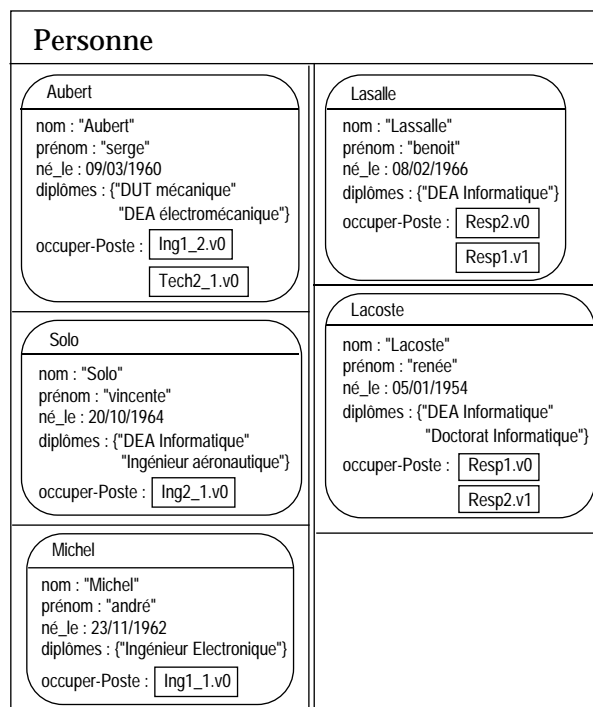 Personne
Aubert
nom : "Aubert"
prénom : "serge"
né_le : 09/03/1960
diplômes : {"DUT mécanique"
"DEA électromécanique"}
occuper-Poste : Ing1_2.v0
Tech2_1.v0
Solo
nom : "Solo"
prénom : "vincente"
né_le : 20/10/1964
diplômes : {"DEA Informatique"
"Ingénieur aéronautique"}
occuper-Poste : Ing2_1.v0
Michel
nom : "Michel"
prénom : "andré"
né_le : 23/11/1962
diplômes : {"Ingénieur Electronique"}
occuper-Poste : Ing1_1.v0
Lasalle
nom : "Lassalle"
prénom : "benoit"
né_le : 08/02/1966
diplômes : {"DEA Informatique"}
occuper-Poste : Resp2.v0
Resp1.v1
Lacoste
nom : "Lacoste"
prénom : "renée"
né_le : 05/01/1954
diplômes : {"DEA Informatique"
"Doctorat Informatique"}
occuper-Poste : Resp1.v0
Resp2.v1